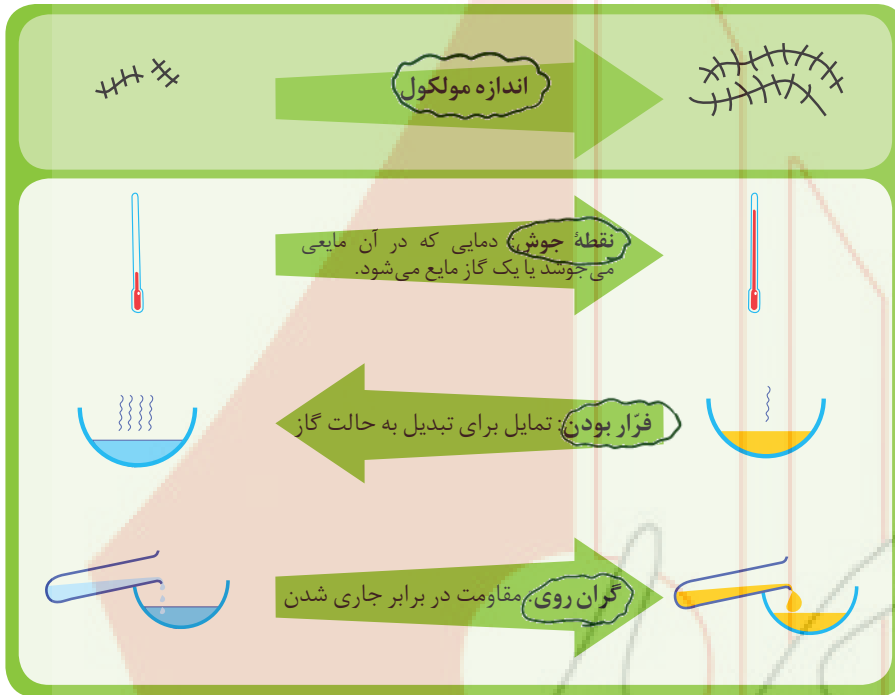 اندازه مولکول
نقطهٔ جوش: دمایی که در آن مایعی
می‌جوشد یا یک گاز مایع می‌شود.
فرّار بودن: تمایل برای تبدیل به حالت گاز
گران روی: مقاومت در برابر جاری شدن